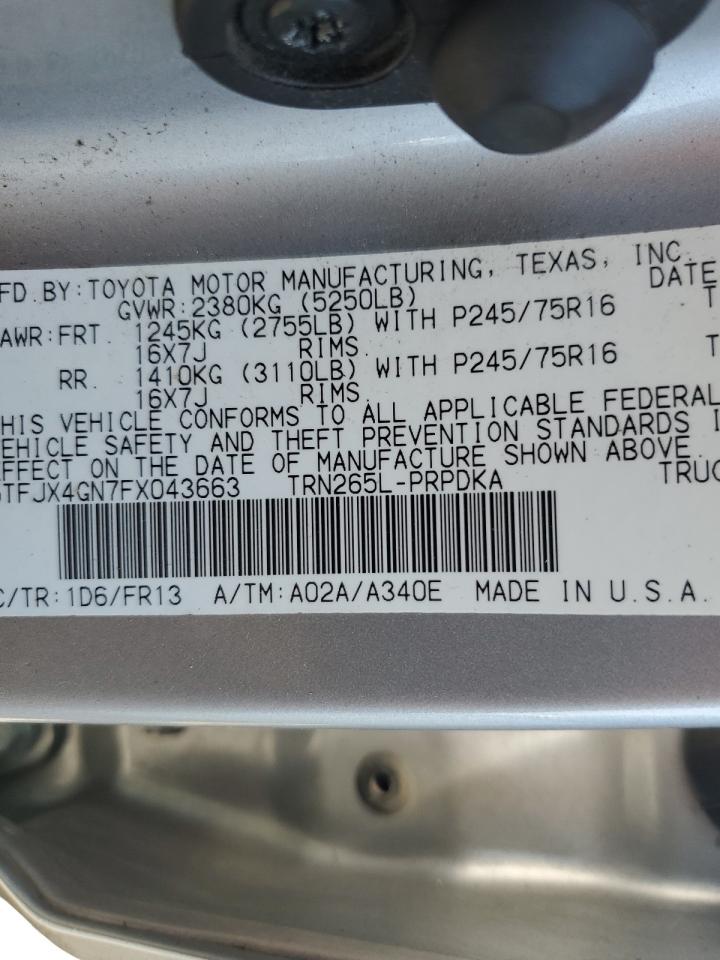 FD. BY: TOYOTA MOTOR MANUFACTURING, TEXAS, INC.
GVWR: 2380KG (5250LB) DATE
AWR: FRT. 1245KG (2755LB) WITH P245/75R16 T
16X7J RIMS.
RR. 1410KG (3110LB) WITH P245/75R16 T
16X7J RIMS.
HIS VEHICLE CONFORMS TO ALL APPLICABLE FEDERAL
EHICLE SAFETY AND THEFT PREVENTION STANDARDS I
FFECT ON THE DATE OF MANUFACTURE SHOWN ABOVE.
5TFJX4GN7FX043663 TRN265L-PRPDKA TRUC
C/TR: 1D6/FR13 A/TM: A02A/A340E MADE IN U.S.A.